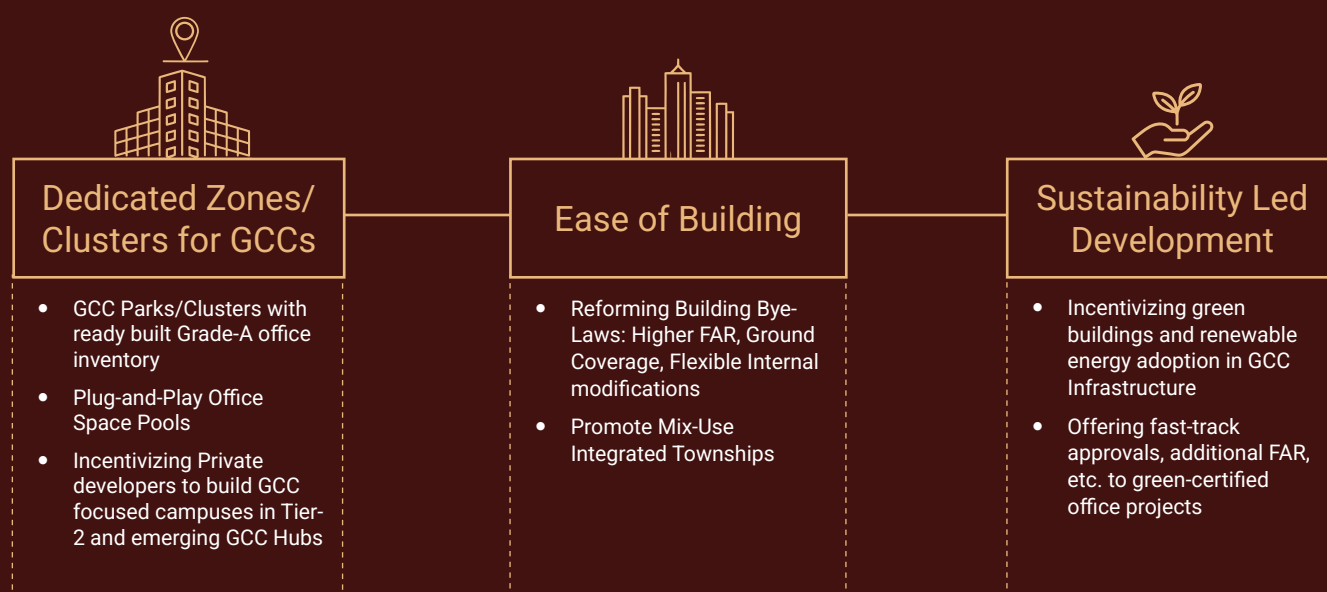 Dedicated Zones/
Clusters for GCCs
• GCC Parks/Clusters with
ready built Grade-A office
inventory
• Plug-and-Play Office
Space Pools
• Incentivizing Private
developers to build GCC
focused campuses in Tier-
2 and emerging GCC Hubs
Ease of Building
• Reforming Building Bye-
Laws: Higher FAR, Ground
Coverage, Flexible Internal
modifications
• Promote Mix-Use
Integrated Townships
Sustainability Led
Development
• Incentivizing green
buildings and renewable
energy adoption in GCC
Infrastructure
• Offering fast-track
approvals, additional FAR,
etc. to green-certified
office projects